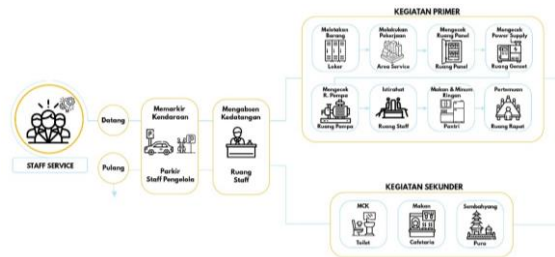 KEGIATAN PRIMER
Meletakan
Barang
Loker
Melakukan
Pekerjaan
Area Service
Mengecek
Ruang Panel
Ruang Panel
Mengecek
Power Supply
Ruang Genset
Mengecek
R. Pompa
Ruang Pompa
Istirahat
Ruang Staff
Makan & Minum
Ringan
Pantri
Pertemuan
Ruang Rapat
STAFF SERVICE
Datang
Pulang
Memarkir
Kendaraan
Parkir
Staff Pengelola
Mengabsen
Kedatangan
Ruang
Staff
KEGIATAN SEKUNDER
MCK
Toilet
Makan
Cafetaria
Sembahyang
Pura